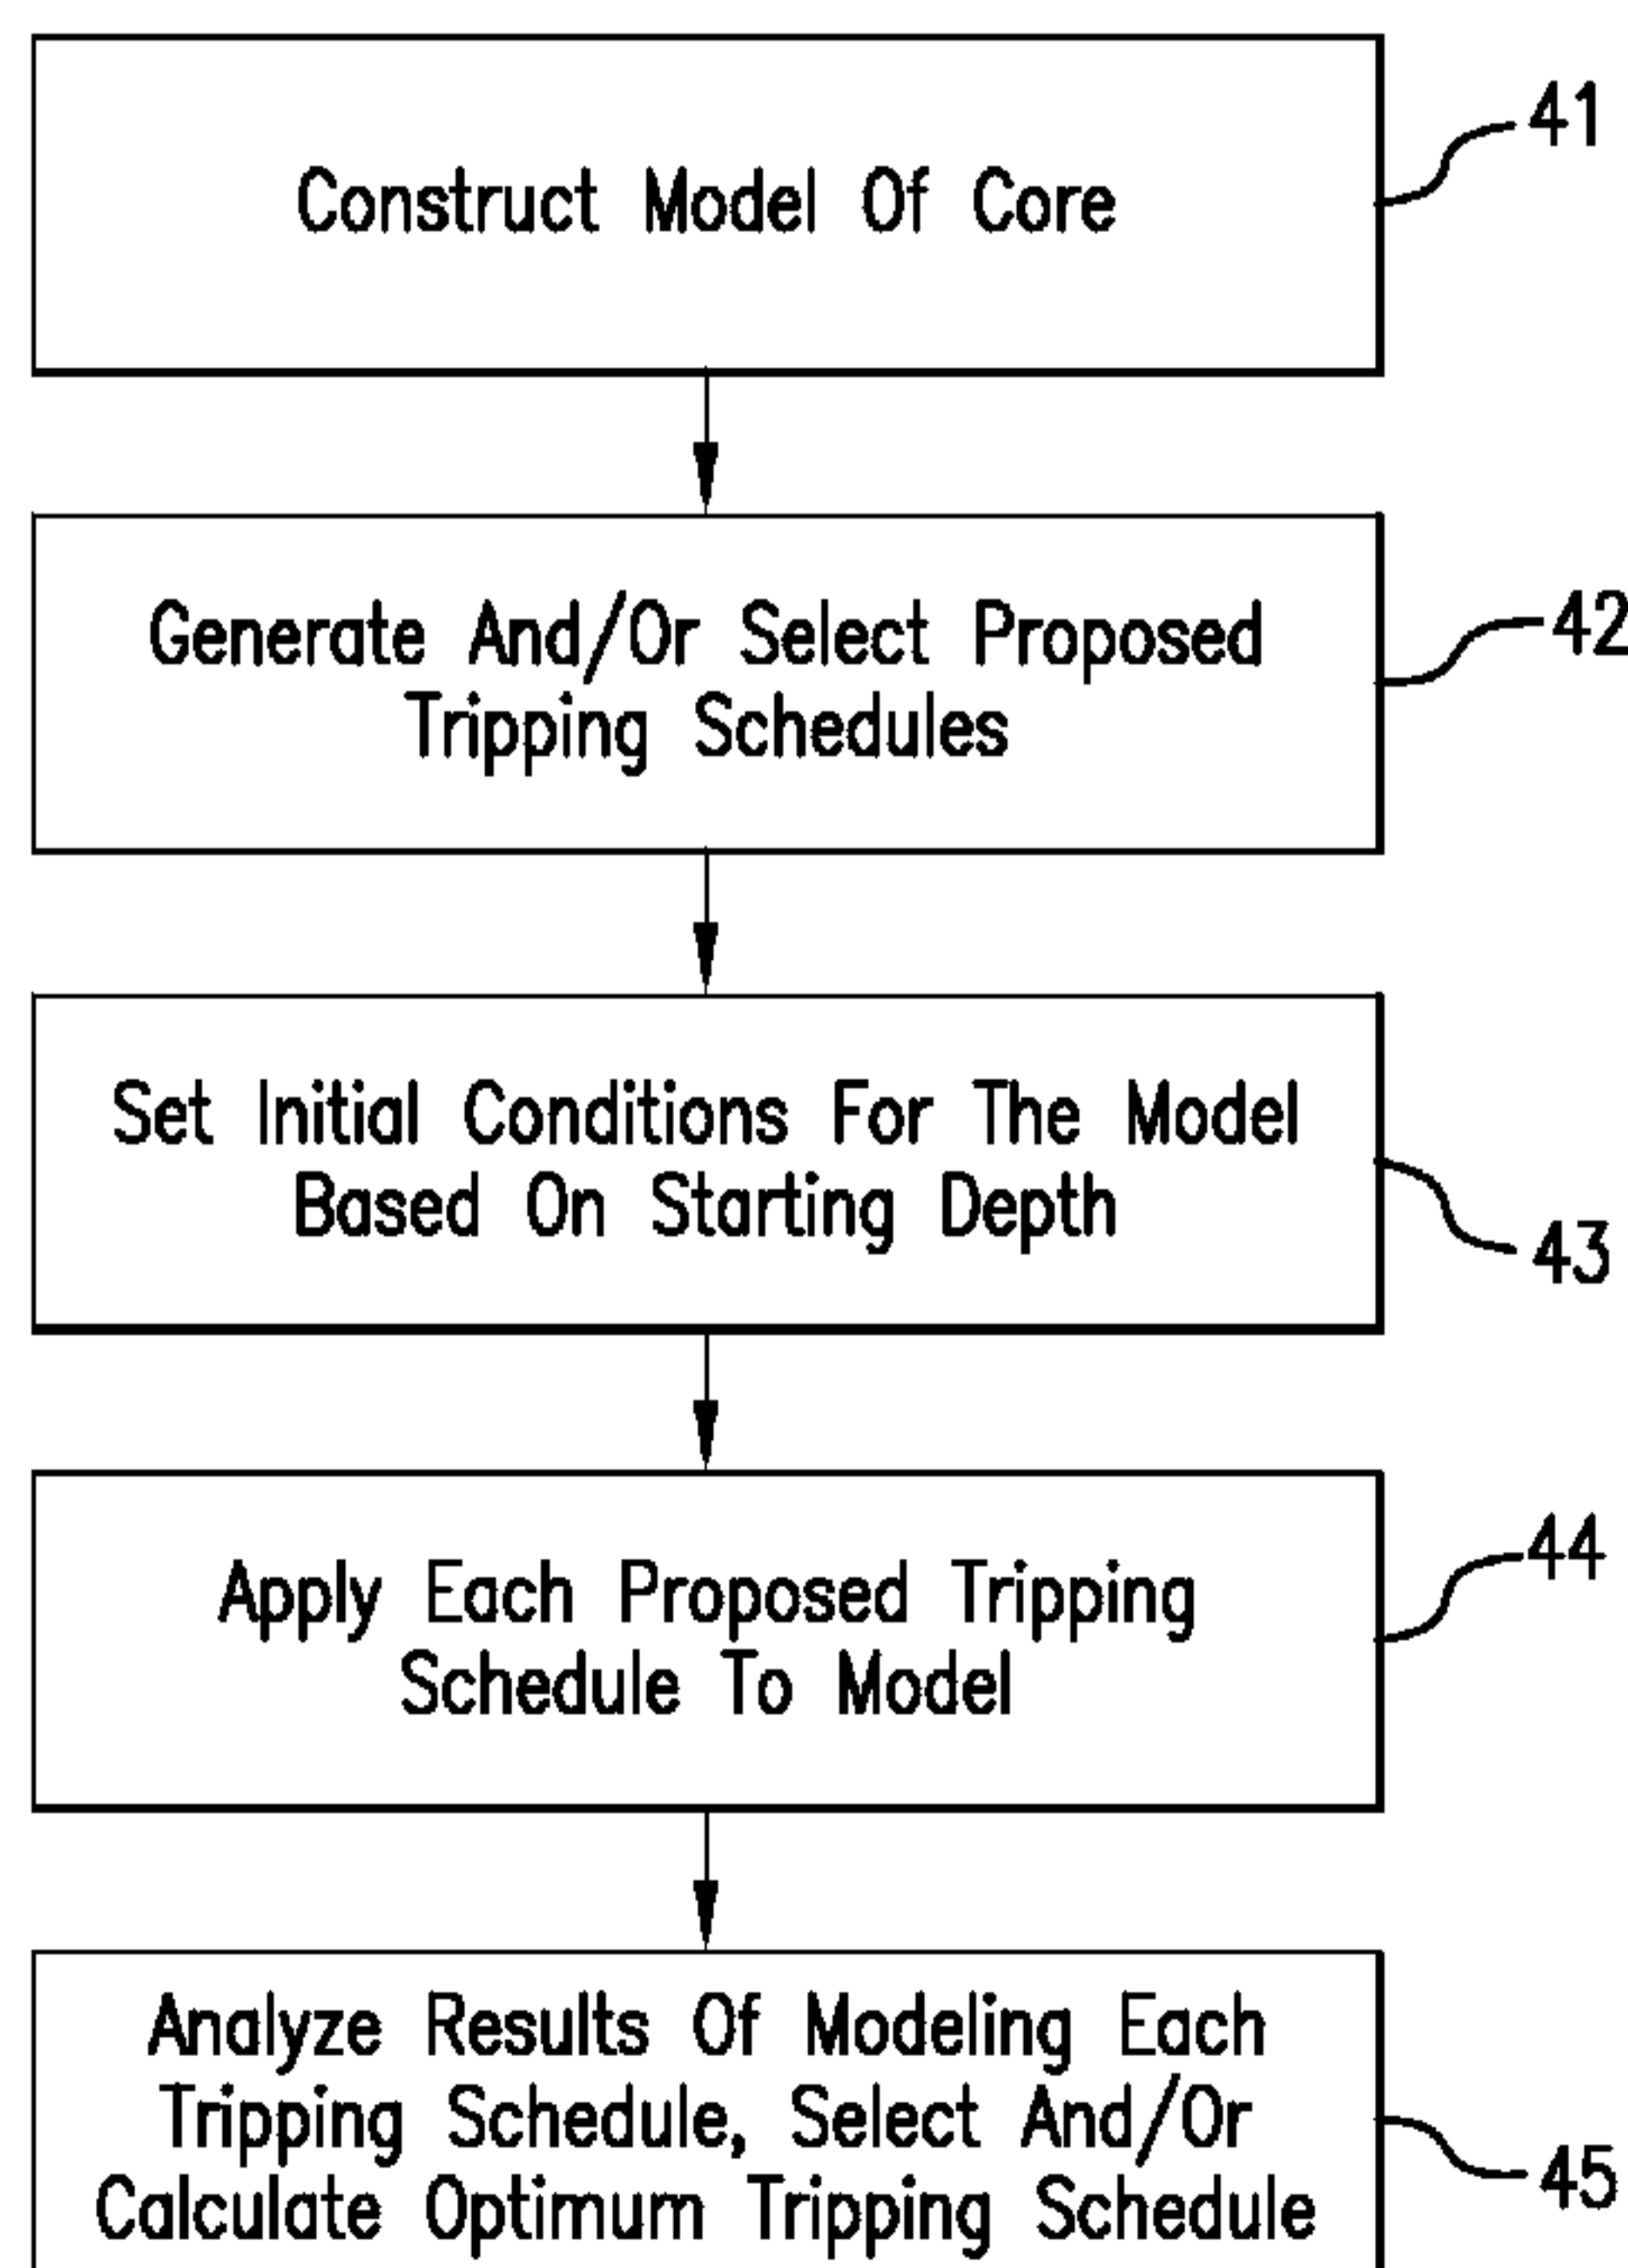 Construct Model Of Core
41
Generate And/Or Select Proposed
Tripping Schedules
42
Set Initial Conditions For The Model
Based On Starting Depth
43
Apply Each Proposed Tripping
Schedule To Model
44
Analyze Results Of Modeling Each
Tripping Schedule, Select And/Or
Calculate Optimum Tripping Schedule
45